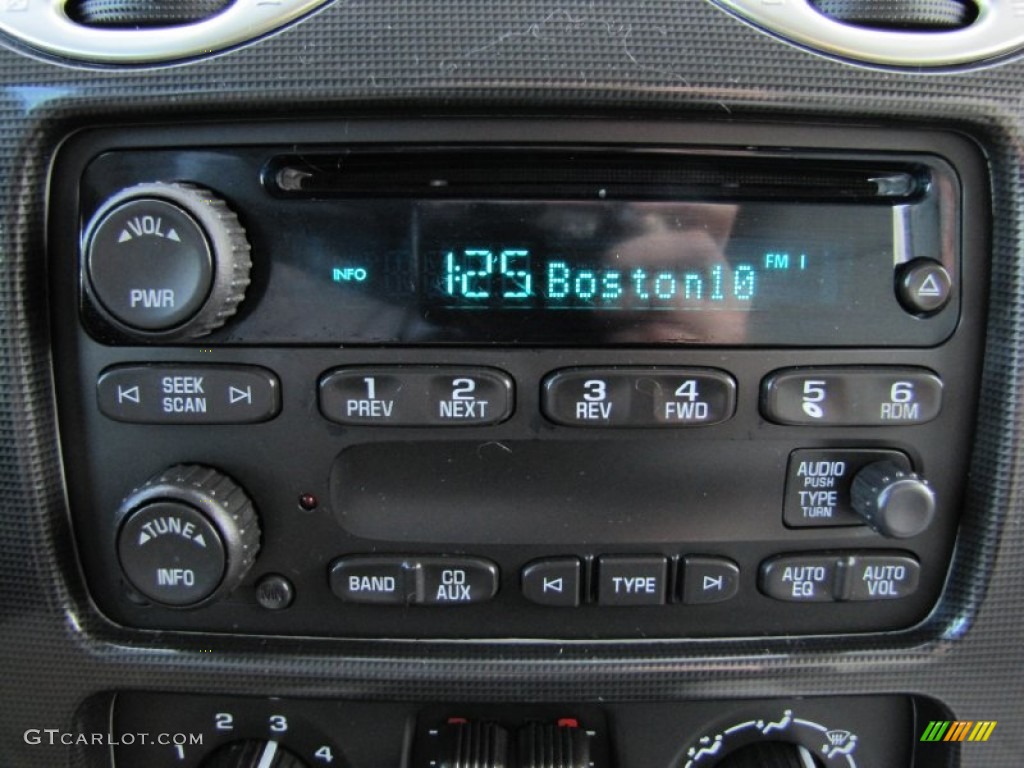 VOL
PWR
INFO
1:25 Boston10
FM 1
SEEK
SCAN
1
PREV
2
NEXT
3
REV
4
FWD
5
6
RDM
AUDIO
PUSH
TYPE
TURN
TUNE
INFO
BAND
CD
AUX
TYPE
AUTO
EQ
AUTO
VOL
1 2 3 4
GTCARLOT.COM